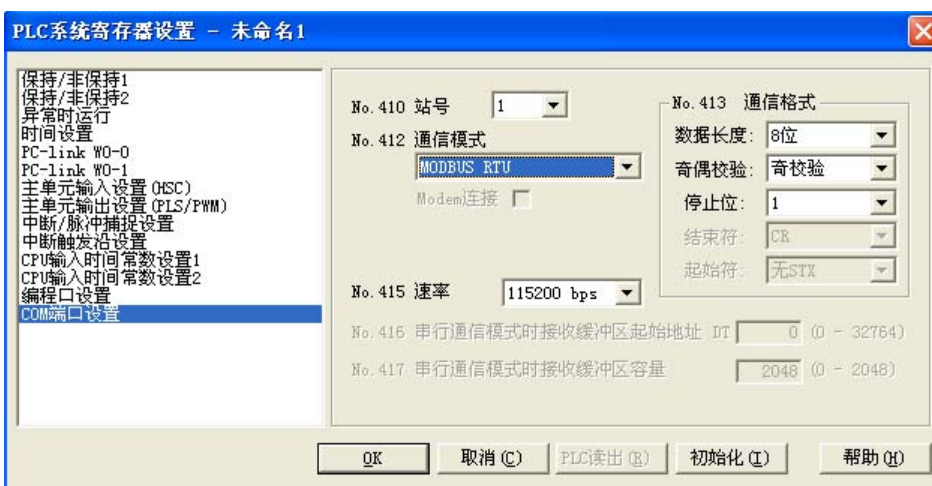 PLC系统寄存器设置 - 未命名1
保持/非保持1
保持/非保持2
异常时运行
时间设置
PC-link W0-0
PC-link W0-1
主单元输入设置(HSC)
主单元输出设置(PLS/PWM)
中断/脉冲捕捉设置
中断触发沿设置
CPU输入时间常数设置1
CPU输入时间常数设置2
编程口设置
COM端口设置
No.410 站号 1
No.412 通信模式
MODBUS RTU
Modem连接
No.413 通信格式
数据长度: 8位
奇偶校验: 奇校验
停止位: 1
结束符: CR
起始符: 无STX
No.415 速率 115200 bps
No.416 串行通信模式时接收缓冲区起始地址 DT 0 (0 - 32764)
No.417 串行通信模式时接收缓冲区容量 2048 (0 - 2048)
OK 取消(C) PLC读出(R) 初始化(I) 帮助(H)